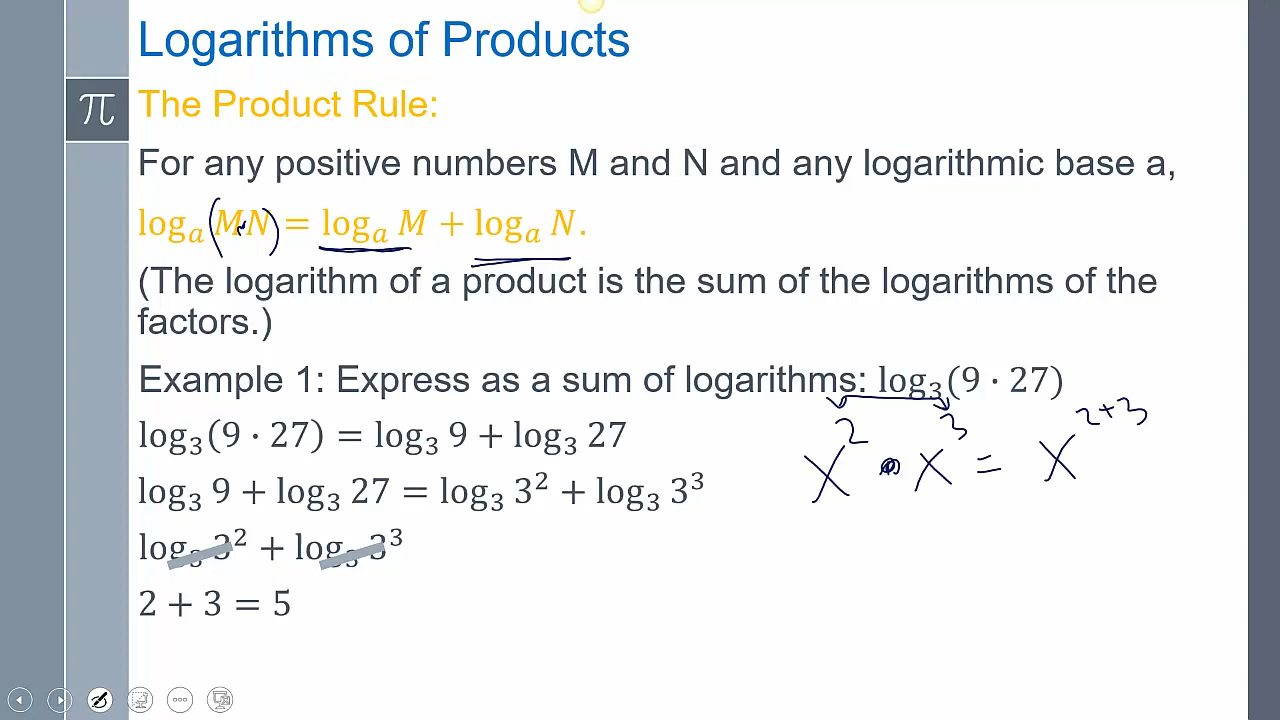 Logarithms of Products
π
The Product Rule:
For any positive numbers M and N and any logarithmic base a,
logₐ(MN) = logₐ M + logₐ N.
(The logarithm of a product is the sum of the logarithms of the
factors.)
Example 1: Express as a sum of logarithms: log₃(9 · 27)
log₃(9 · 27) = log₃ 9 + log₃ 27
log₃ 9 + log₃ 27 = log₃ 3² + log₃ 3³
log₃ 3² + log₃ 3³
2 + 3 = 5
x² • x³ = x²⁺³